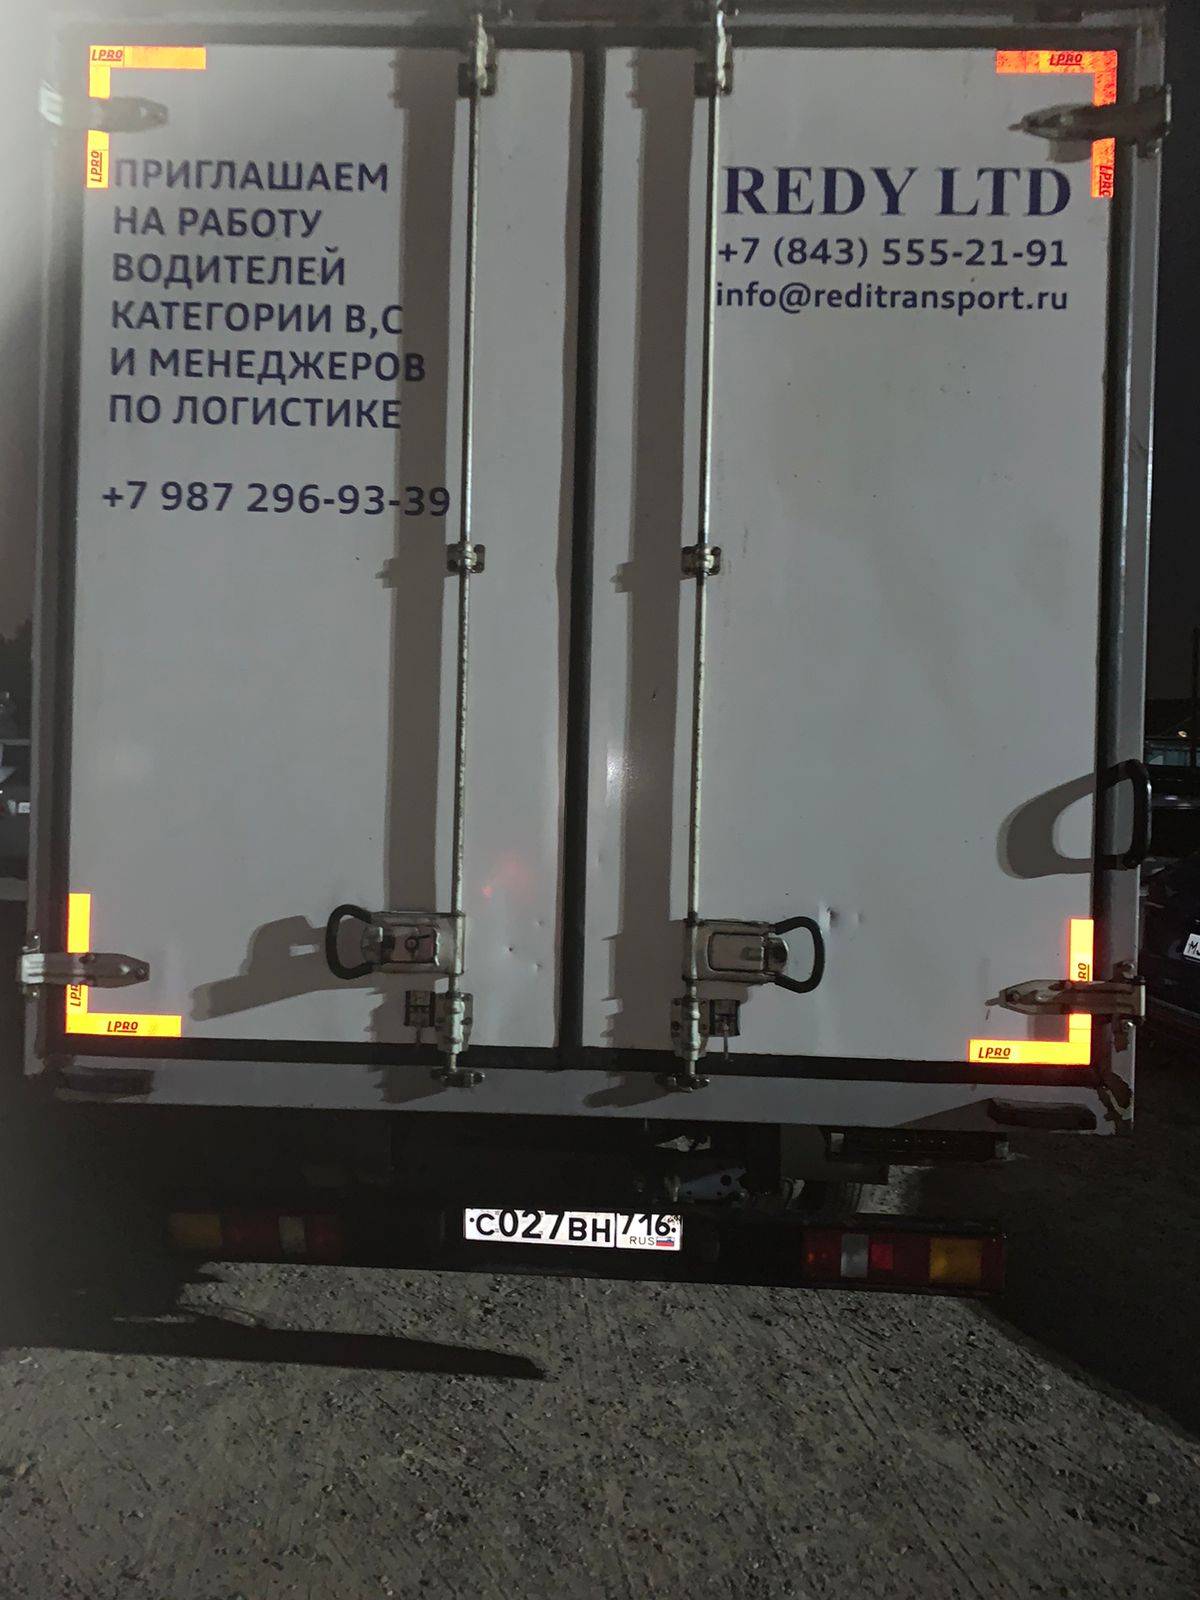 LPRO
LPRO
LPRO
LPRO
ПРИГЛАШАЕМ
НА РАБОТУ
ВОДИТЕЛЕЙ
КАТЕГОРИИ В,С
И МЕНЕДЖЕРОВ
ПО ЛОГИСТИКЕ
+7 987 296-93-39
REDY LTD
+7 (843) 555-21-91
info@reditransport.ru
LPRO
LPRO
LPRO
LPRO
С027ВН 716
RUS